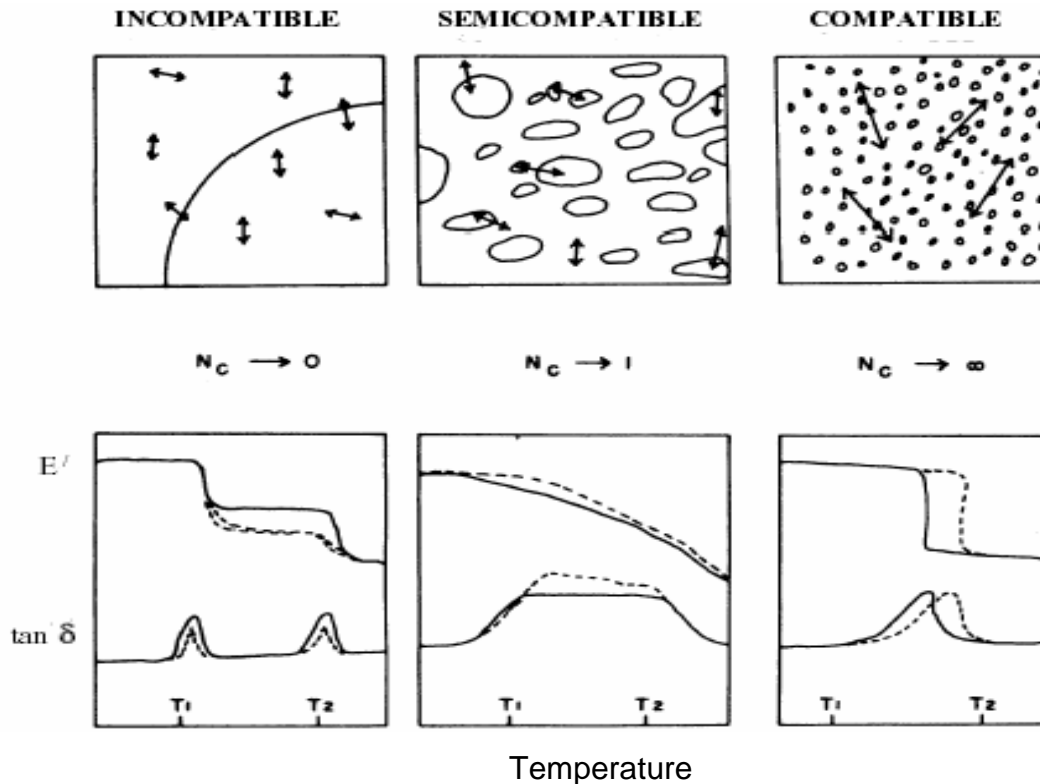 INCOMPATIBLE SEMICOMPATIBLE COMPATIBLE
N_C → 0 N_C → 1 N_C → ∞
E′
tan δ
T1 T2 T1 T2 T1 T2
Temperature